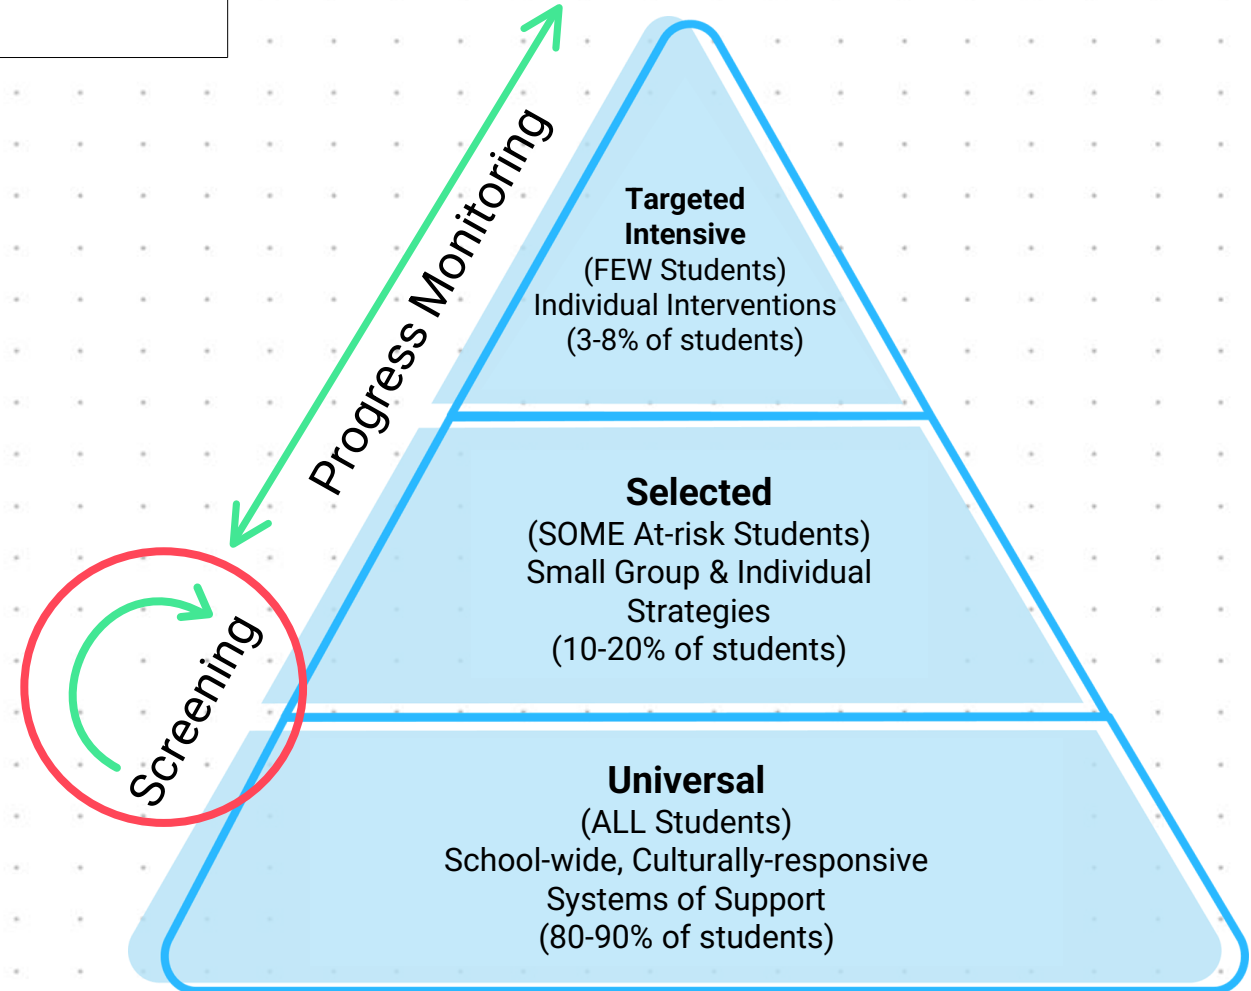 Progress Monitoring
Targeted
Intensive
(FEW Students)
Individual Interventions
(3-8% of students)
Selected
(SOME At-risk Students)
Small Group & Individual
Strategies
(10-20% of students)
Screening
Universal
(ALL Students)
School-wide, Culturally-responsive
Systems of Support
(80-90% of students)